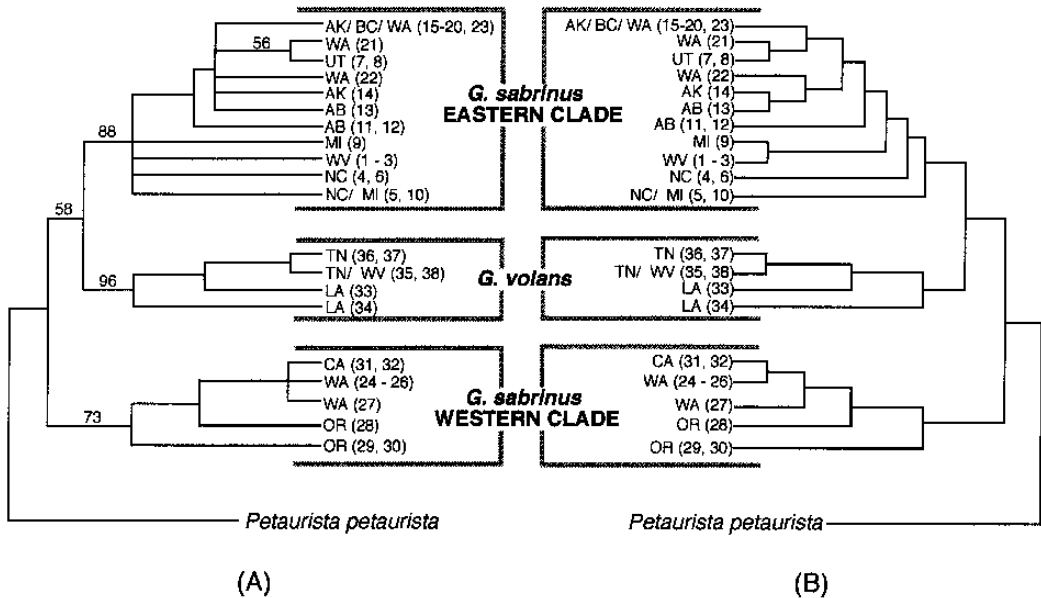 AK/ BC/ WA (15-20, 23)
56
WA (21)
UT (7, 8)
WA (22)
AK (14)
AB (13)
AB (11, 12)
88
MI (9)
WV (1 - 3)
NC (4, 6)
NC/ MI (5, 10)
58
TN (36, 37)
TN/ WV (35, 38)
96
LA (33)
LA (34)
CA (31, 32)
WA (24 - 26)
WA (27)
73
OR (28)
OR (29, 30)
Petaurista petaurista
(A)
G. sabrinus
EASTERN CLADE
G. volans
G. sabrinus
WESTERN CLADE
AK/ BC/ WA (15-20, 23)
WA (21)
UT (7, 8)
WA (22)
AK (14)
AB (13)
AB (11, 12)
MI (9)
WV (1 - 3)
NC (4, 6)
NC/ MI (5, 10)
TN (36, 37)
TN/ WV (35, 38)
LA (33)
LA (34)
CA (31, 32)
WA (24 - 26)
WA (27)
OR (28)
OR (29, 30)
Petaurista petaurista
(B)